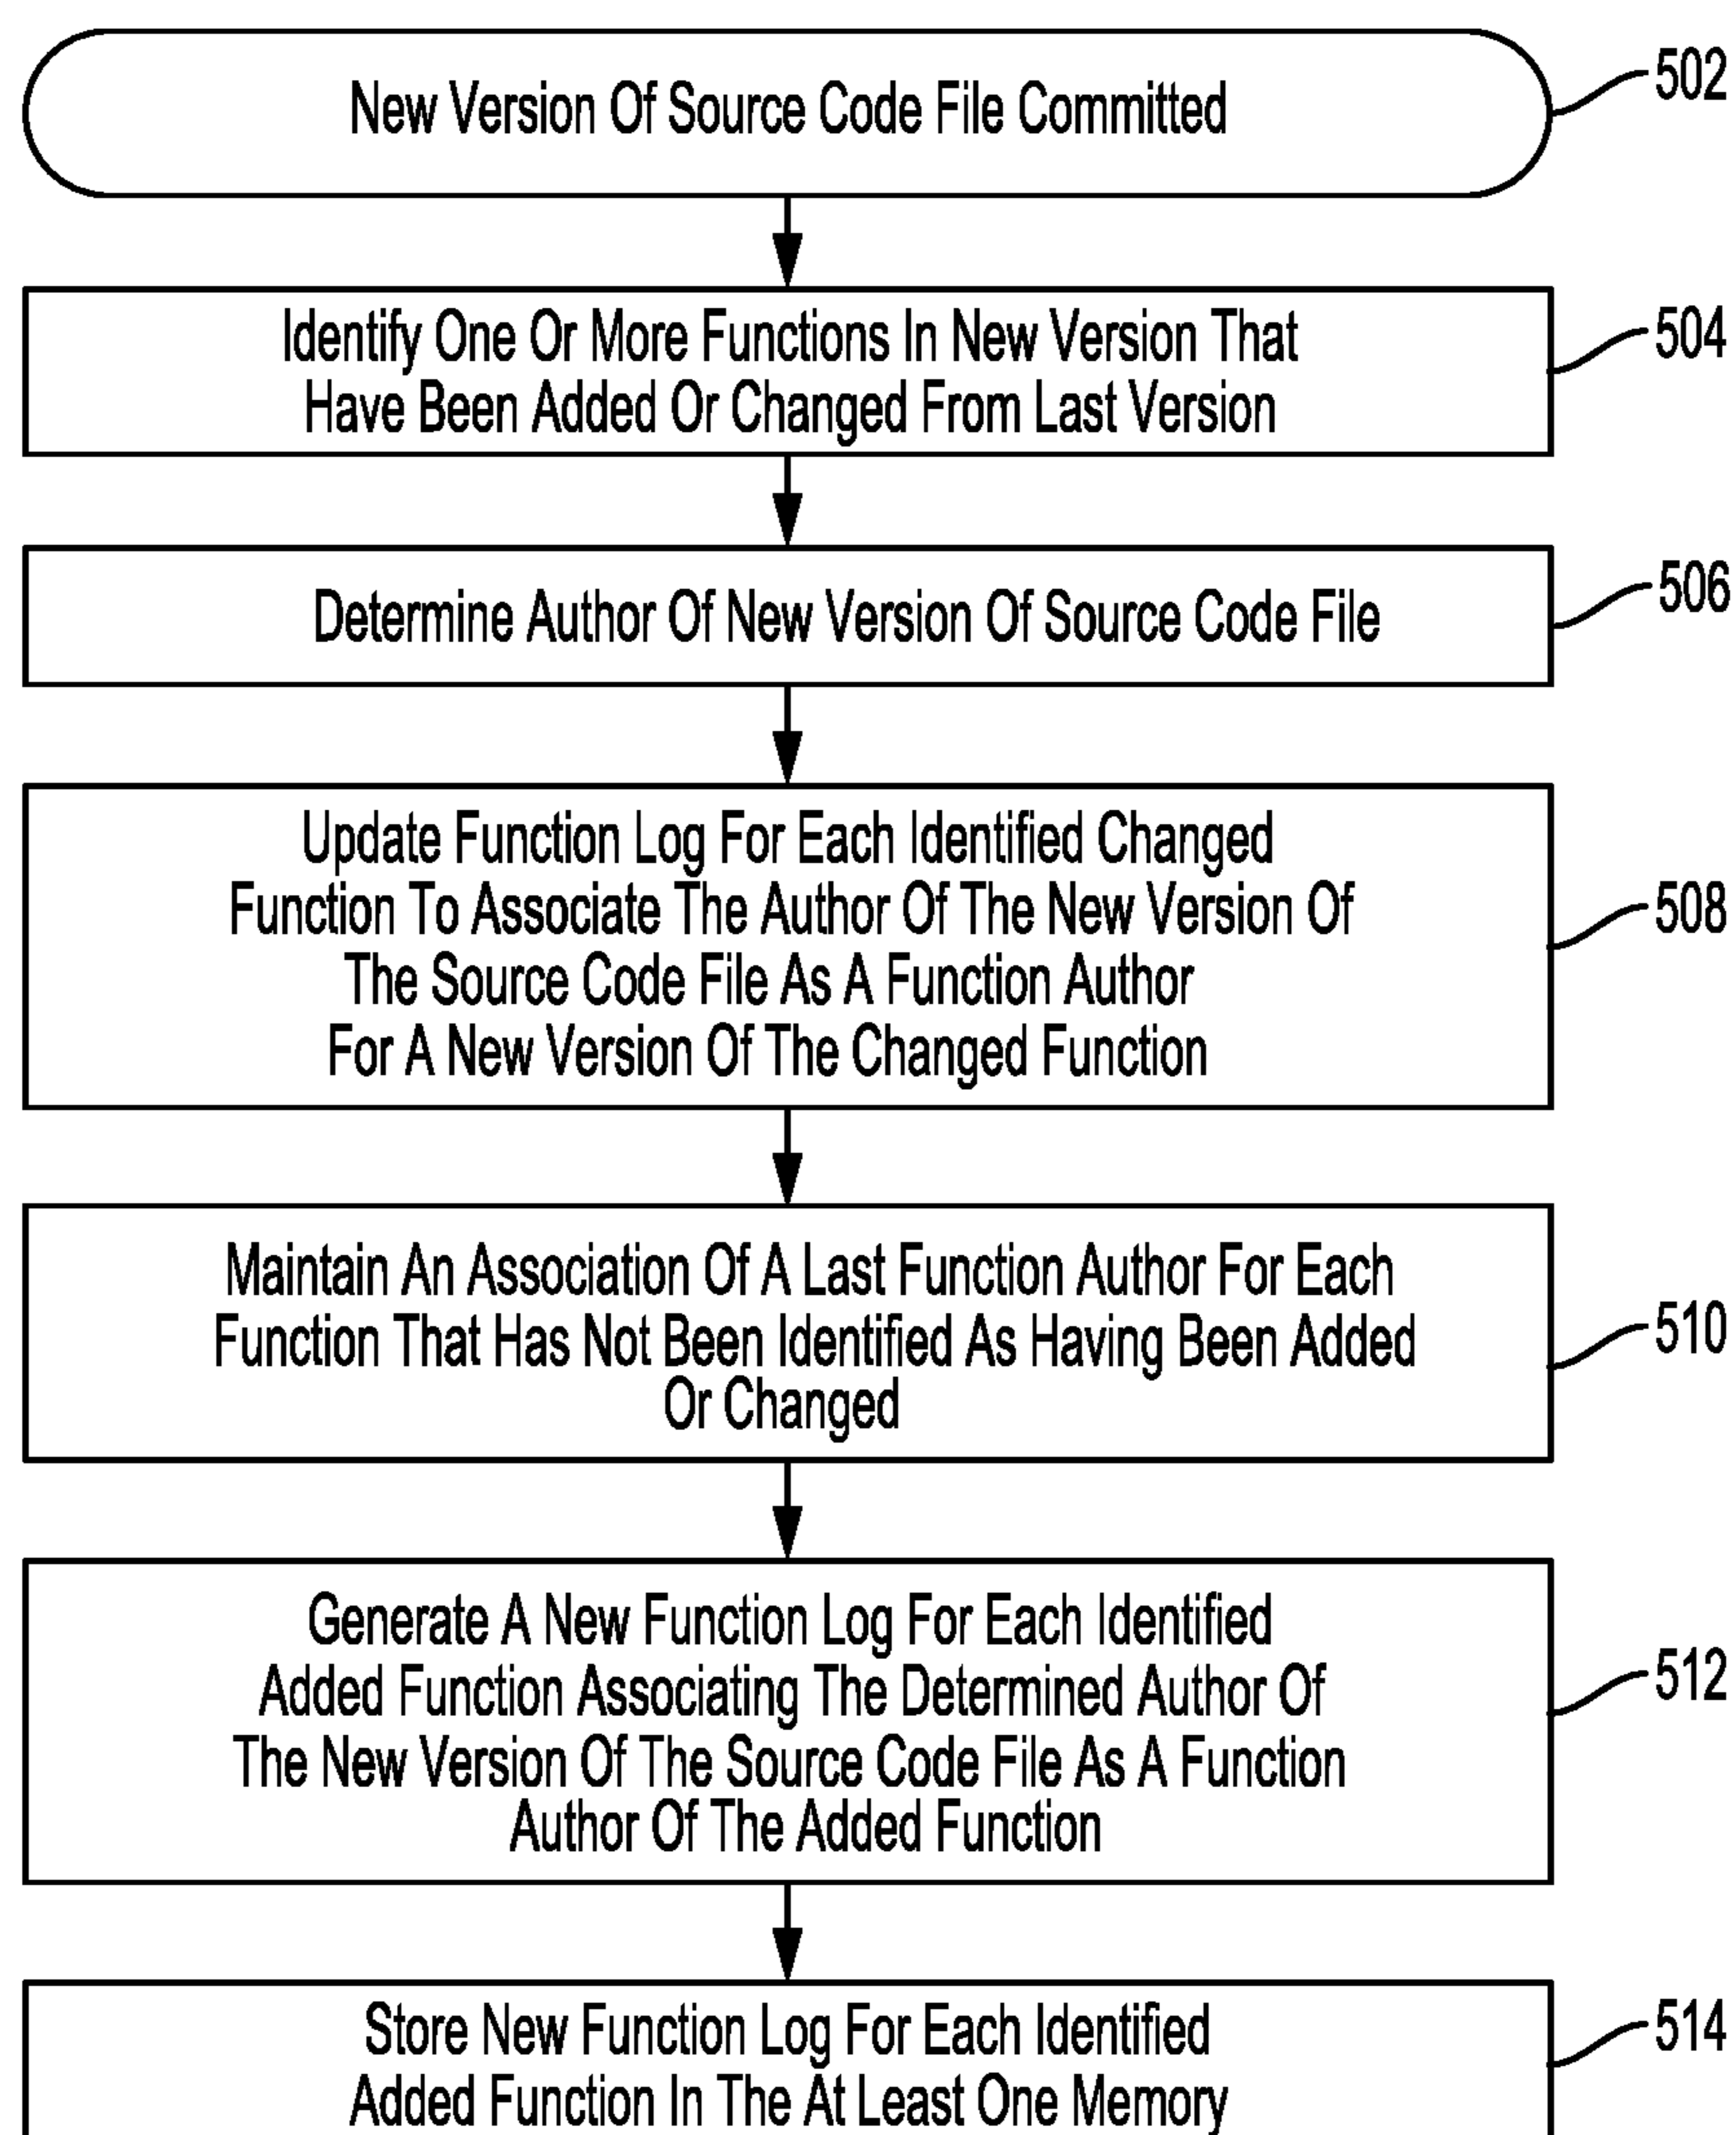 New Version Of Source Code File Committed
502
Identify One Or More Functions In New Version That
Have Been Added Or Changed From Last Version
504
Determine Author Of New Version Of Source Code File
506
Update Function Log For Each Identified Changed
Function To Associate The Author Of The New Version Of
The Source Code File As A Function Author
For A New Version Of The Changed Function
508
Maintain An Association Of A Last Function Author For Each
Function That Has Not Been Identified As Having Been Added
Or Changed
510
Generate A New Function Log For Each Identified
Added Function Associating The Determined Author Of
The New Version Of The Source Code File As A Function
Author Of The Added Function
512
Store New Function Log For Each Identified
Added Function In The At Least One Memory
514